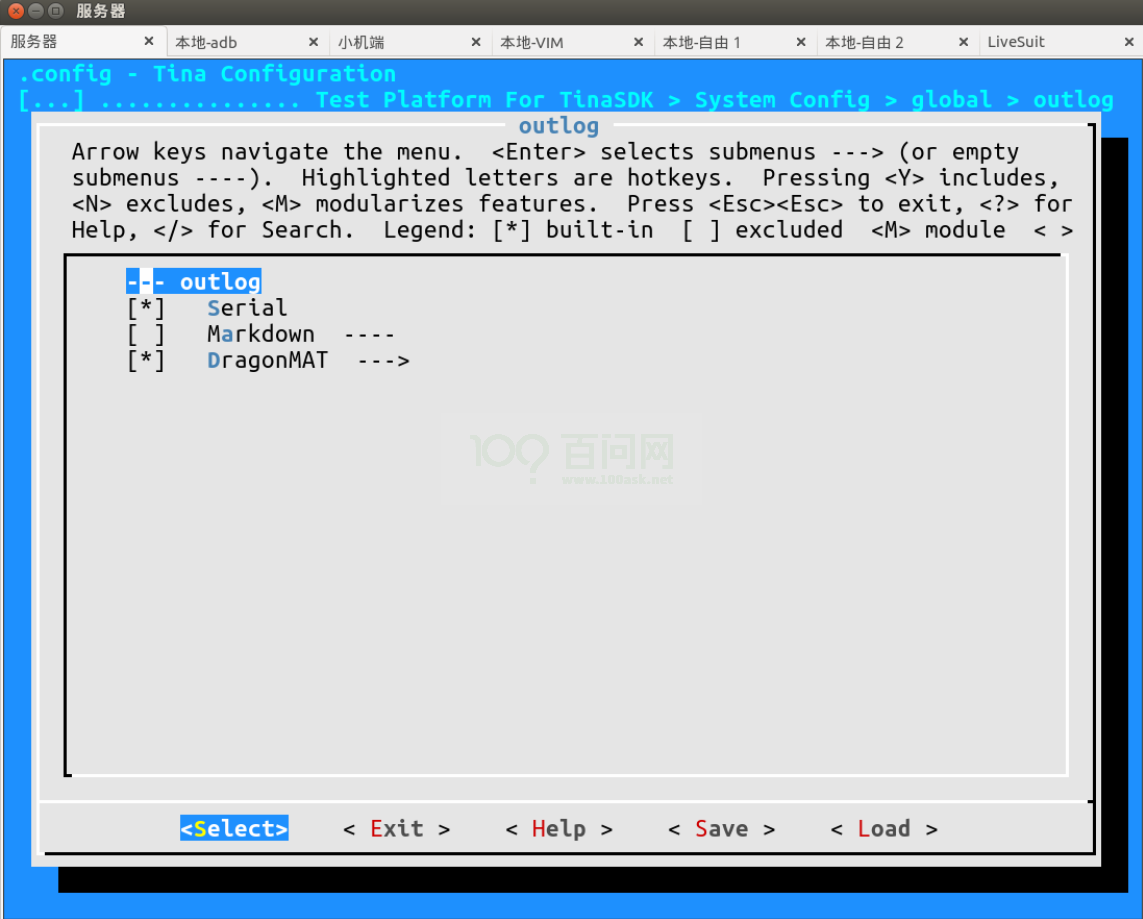 服务器
服务器 × 本地-adb × 小机端 × 本地-VIM × 本地-自由 1 × 本地-自由 2 × LiveSuit ×
.config - Tina Configuration
[...] ............... Test Platform For TinaSDK > System Config > global > outlog
outlog
Arrow keys navigate the menu.  <Enter> selects submenus ---> (or empty
submenus ----).  Highlighted letters are hotkeys.  Pressing <Y> includes,
<N> excludes, <M> modularizes features.  Press <Esc><Esc> to exit, <?> for
Help, </> for Search.  Legend: [*] built-in  [ ] excluded  <M> module  < >
--- outlog
[*]   Serial
[ ]   Markdown  ----
[*]   DragonMAT  --->
100 百问网
www.100ask.net
<Select>    < Exit >    < Help >    < Save >    < Load >